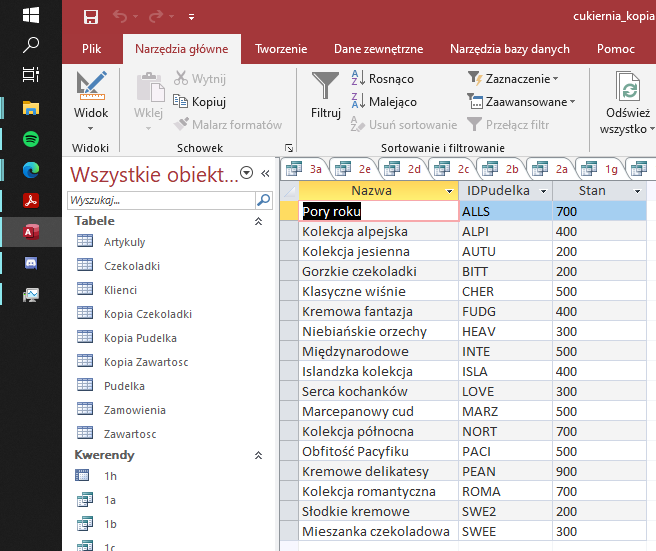 cukiernia_kopia
Plik Narzędzia główne Tworzenie Dane zewnętrzne Narzędzia bazy danych Pomoc
Widok
Widoki
Wklej
Wytnij
Kopiuj
Malarz formatów
Schowek
Filtruj
Rosnąco
Malejąco
Usuń sortowanie
Zaznaczenie
Zaawansowane
Przełącz filtr
Sortowanie i filtrowanie
Odśwież
wszystko
Wszystkie obiekt...
Wyszukaj...
Tabele
Artykuly
Czekoladki
Klienci
Kopia Czekoladki
Kopia Pudelka
Kopia Zawartosc
Pudelka
Zamowienia
Zawartosc
Kwerendy
1h
1a
1b
1c
3a 2e 2d 2c 2b 2a 1g
Nazwa IDPudelka Stan
Pory roku ALLS 700
Kolekcja alpejska ALPI 400
Kolekcja jesienna AUTU 200
Gorzkie czekoladki BITT 200
Klasyczne wiśnie CHER 500
Kremowa fantazja FUDG 400
Niebiańskie orzechy HEAV 300
Międzynarodowe INTE 500
Islandzka kolekcja ISLA 400
Serca kochanków LOVE 300
Marcepanowy cud MARZ 500
Kolekcja północna NORT 700
Obfitość Pacyfiku PACI 500
Kremowe delikatesy PEAN 900
Kolekcja romantyczna ROMA 700
Słodkie kremowe SWE2 200
Mieszanka czekoladowa SWEE 300